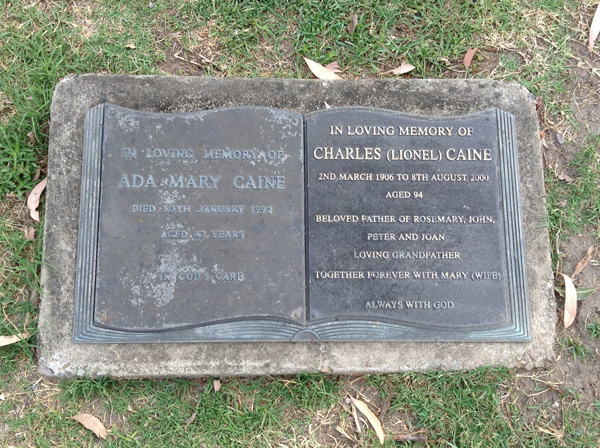 IN LOVING MEMORY OF
ADA MARY CAINE
DIED 30TH JANUARY 1992
AGED YEARS
IN GOD'S CARE
IN LOVING MEMORY OF
CHARLES (LIONEL) CAINE
2ND MARCH 1906 TO 8TH AUGUST 2000
AGED 94
BELOVED FATHER OF ROSEMARY, JOHN,
PETER AND JOAN
LOVING GRANDFATHER
TOGETHER FOREVER WITH MARY (WIFE)
ALWAYS WITH GOD